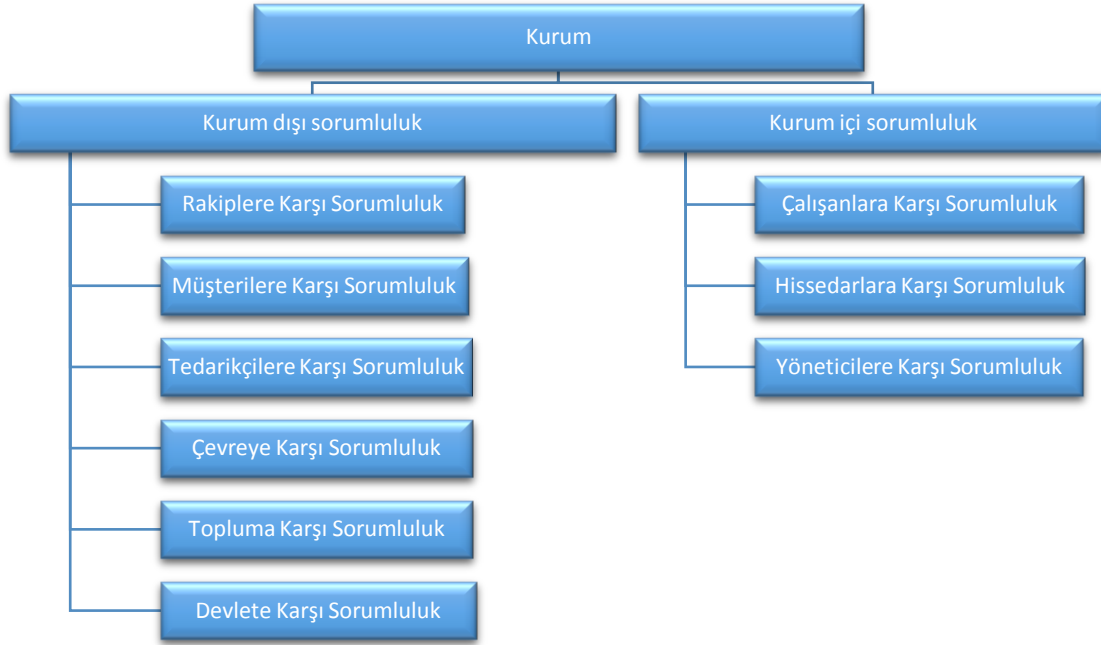 Kurum
Kurum dışı sorumluluk
Rakiplere Karşı Sorumluluk
Müşterilere Karşı Sorumluluk
Tedarikçilere Karşı Sorumluluk
Çevreye Karşı Sorumluluk
Topluma Karşı Sorumluluk
Devlete Karşı Sorumluluk
Kurum içi sorumluluk
Çalışanlara Karşı Sorumluluk
Hissedarlara Karşı Sorumluluk
Yöneticilere Karşı Sorumluluk